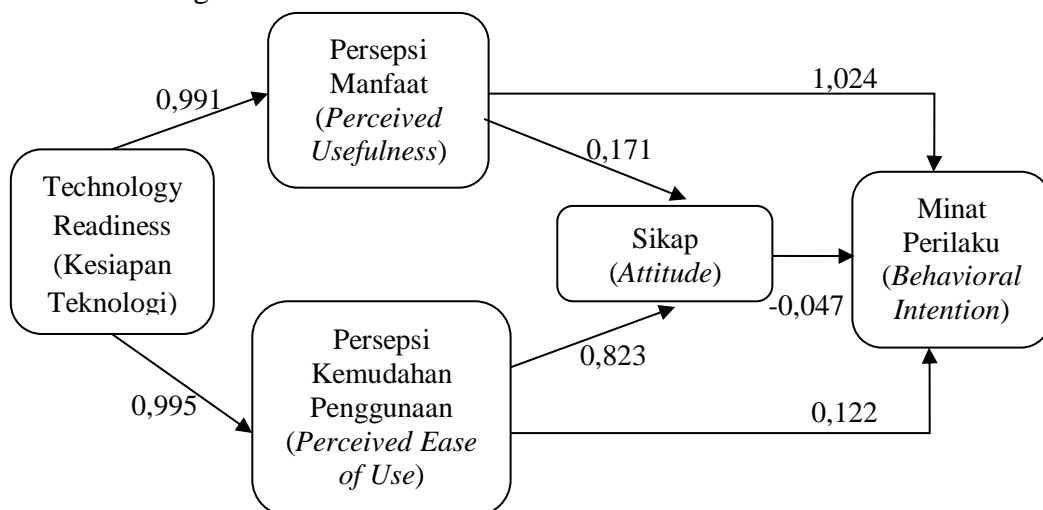 Persepsi
Manfaat
(Perceived
Usefulness)
1,024
0,991
0,171
Technology
Readiness
(Kesiapan
Teknologi)
Sikap
(Attitude)
Minat
Perilaku
(Behavioral
Intention)
-0,047
Persepsi
Kemudahan
Penggunaan
(Perceived Ease
of Use)
0,823
0,995
0,122